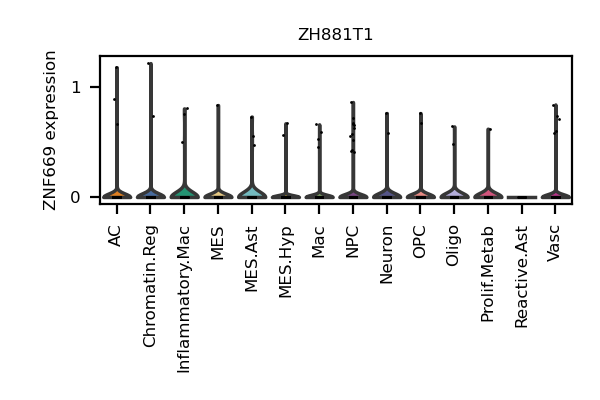 ZH881T1
ZNF669 expression
1
0
AC
Chromatin.Reg
Inflammatory.Mac
MES
MES.Ast
MES.Hyp
Mac
NPC
Neuron
OPC
Oligo
Prolif.Metab
Reactive.Ast
Vasc